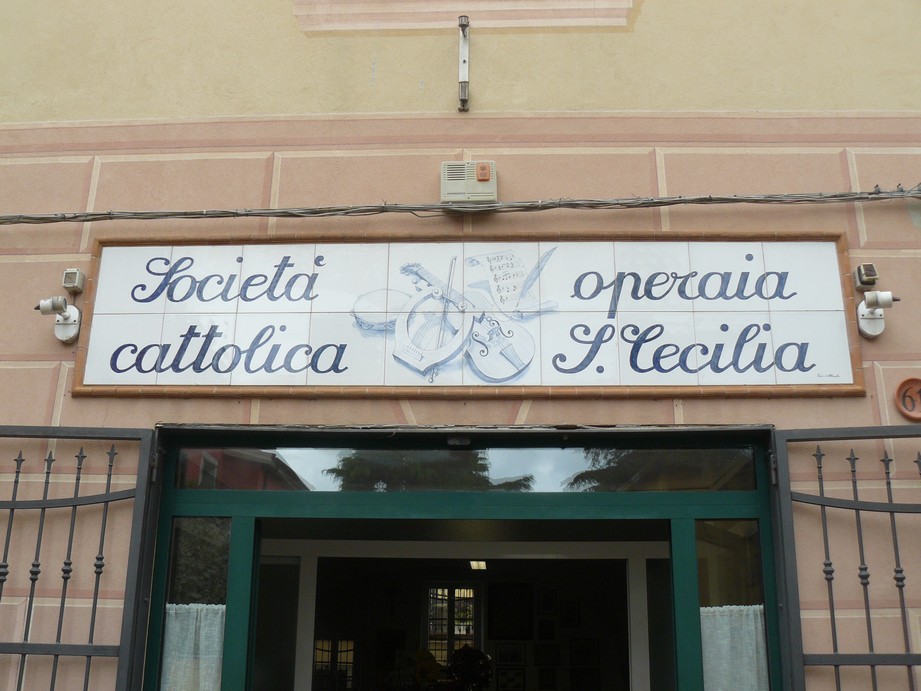 Società operaia
cattolica S. Cecilia